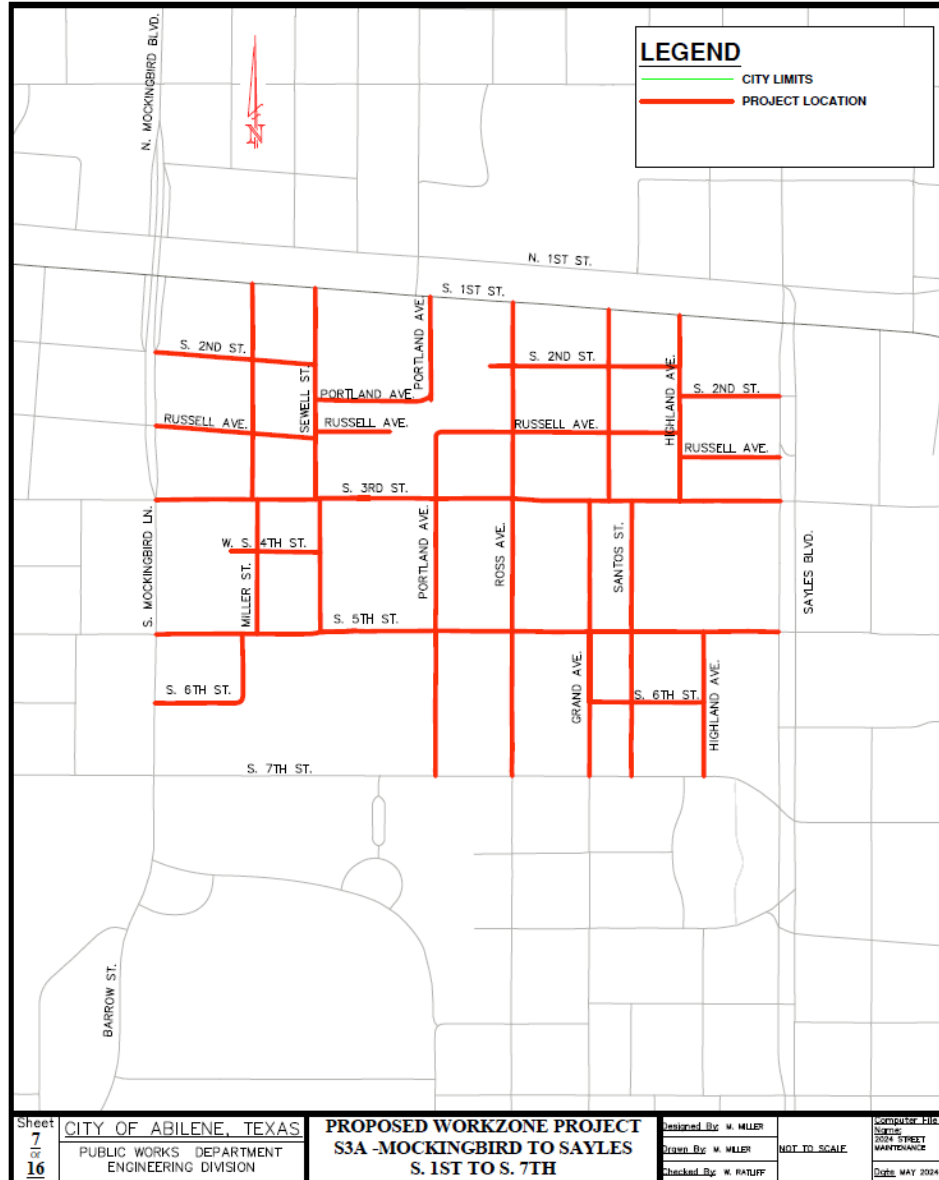 LEGEND
CITY LIMITS
PROJECT LOCATION
N. MOCKINGBIRD BLVD.
N
N. 1ST ST.
S. 1ST ST.
S. 2ND ST.
SEWELL ST.
PORTLAND AVE.
PORTLAND AVE.
S. 2ND ST.
HIGHLAND AVE.
S. 2ND ST.
RUSSELL AVE.
RUSSELL AVE.
RUSSELL AVE.
RUSSELL AVE.
S. 3RD ST.
S. MOCKINGBIRD LN.
W. S. 4TH ST.
MILLER ST.
PORTLAND AVE.
ROSS AVE.
SANTOS ST.
SAYLES BLVD.
S. 5TH ST.
S. 6TH ST.
GRAND AVE.
S. 6TH ST.
HIGHLAND AVE.
S. 7TH ST.
BARROW ST.
Sheet
7
of
16
CITY OF ABILENE, TEXAS
PUBLIC WORKS DEPARTMENT
ENGINEERING DIVISION
PROPOSED WORKZONE PROJECT
S3A -MOCKINGBIRD TO SAYLES
S. 1ST TO S. 7TH
Designed By: M. MILLER
Drawn By: M. MILLER
Checked By: W. RATLIFF
NOT TO SCALE
Computer File
Name:
2024 STREET
MAINTENANCE
Date: MAY 2024